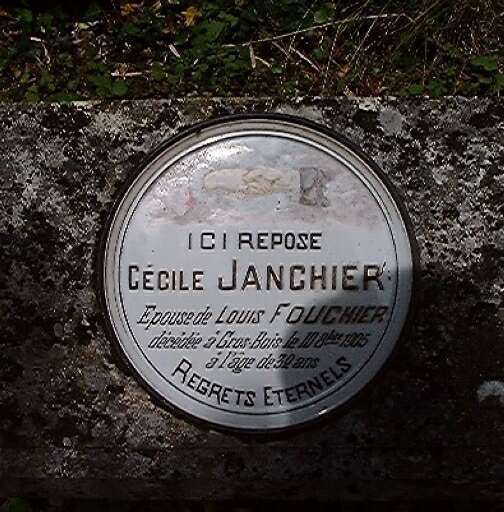 ICI REPOSE
CÉCILE JANCHIER
Epouse de LOUIS FOUCHIER
décédée à Gros-Bois le 10 8bre 1905
à l'âge de 39 ans
REGRETS ETERNELS